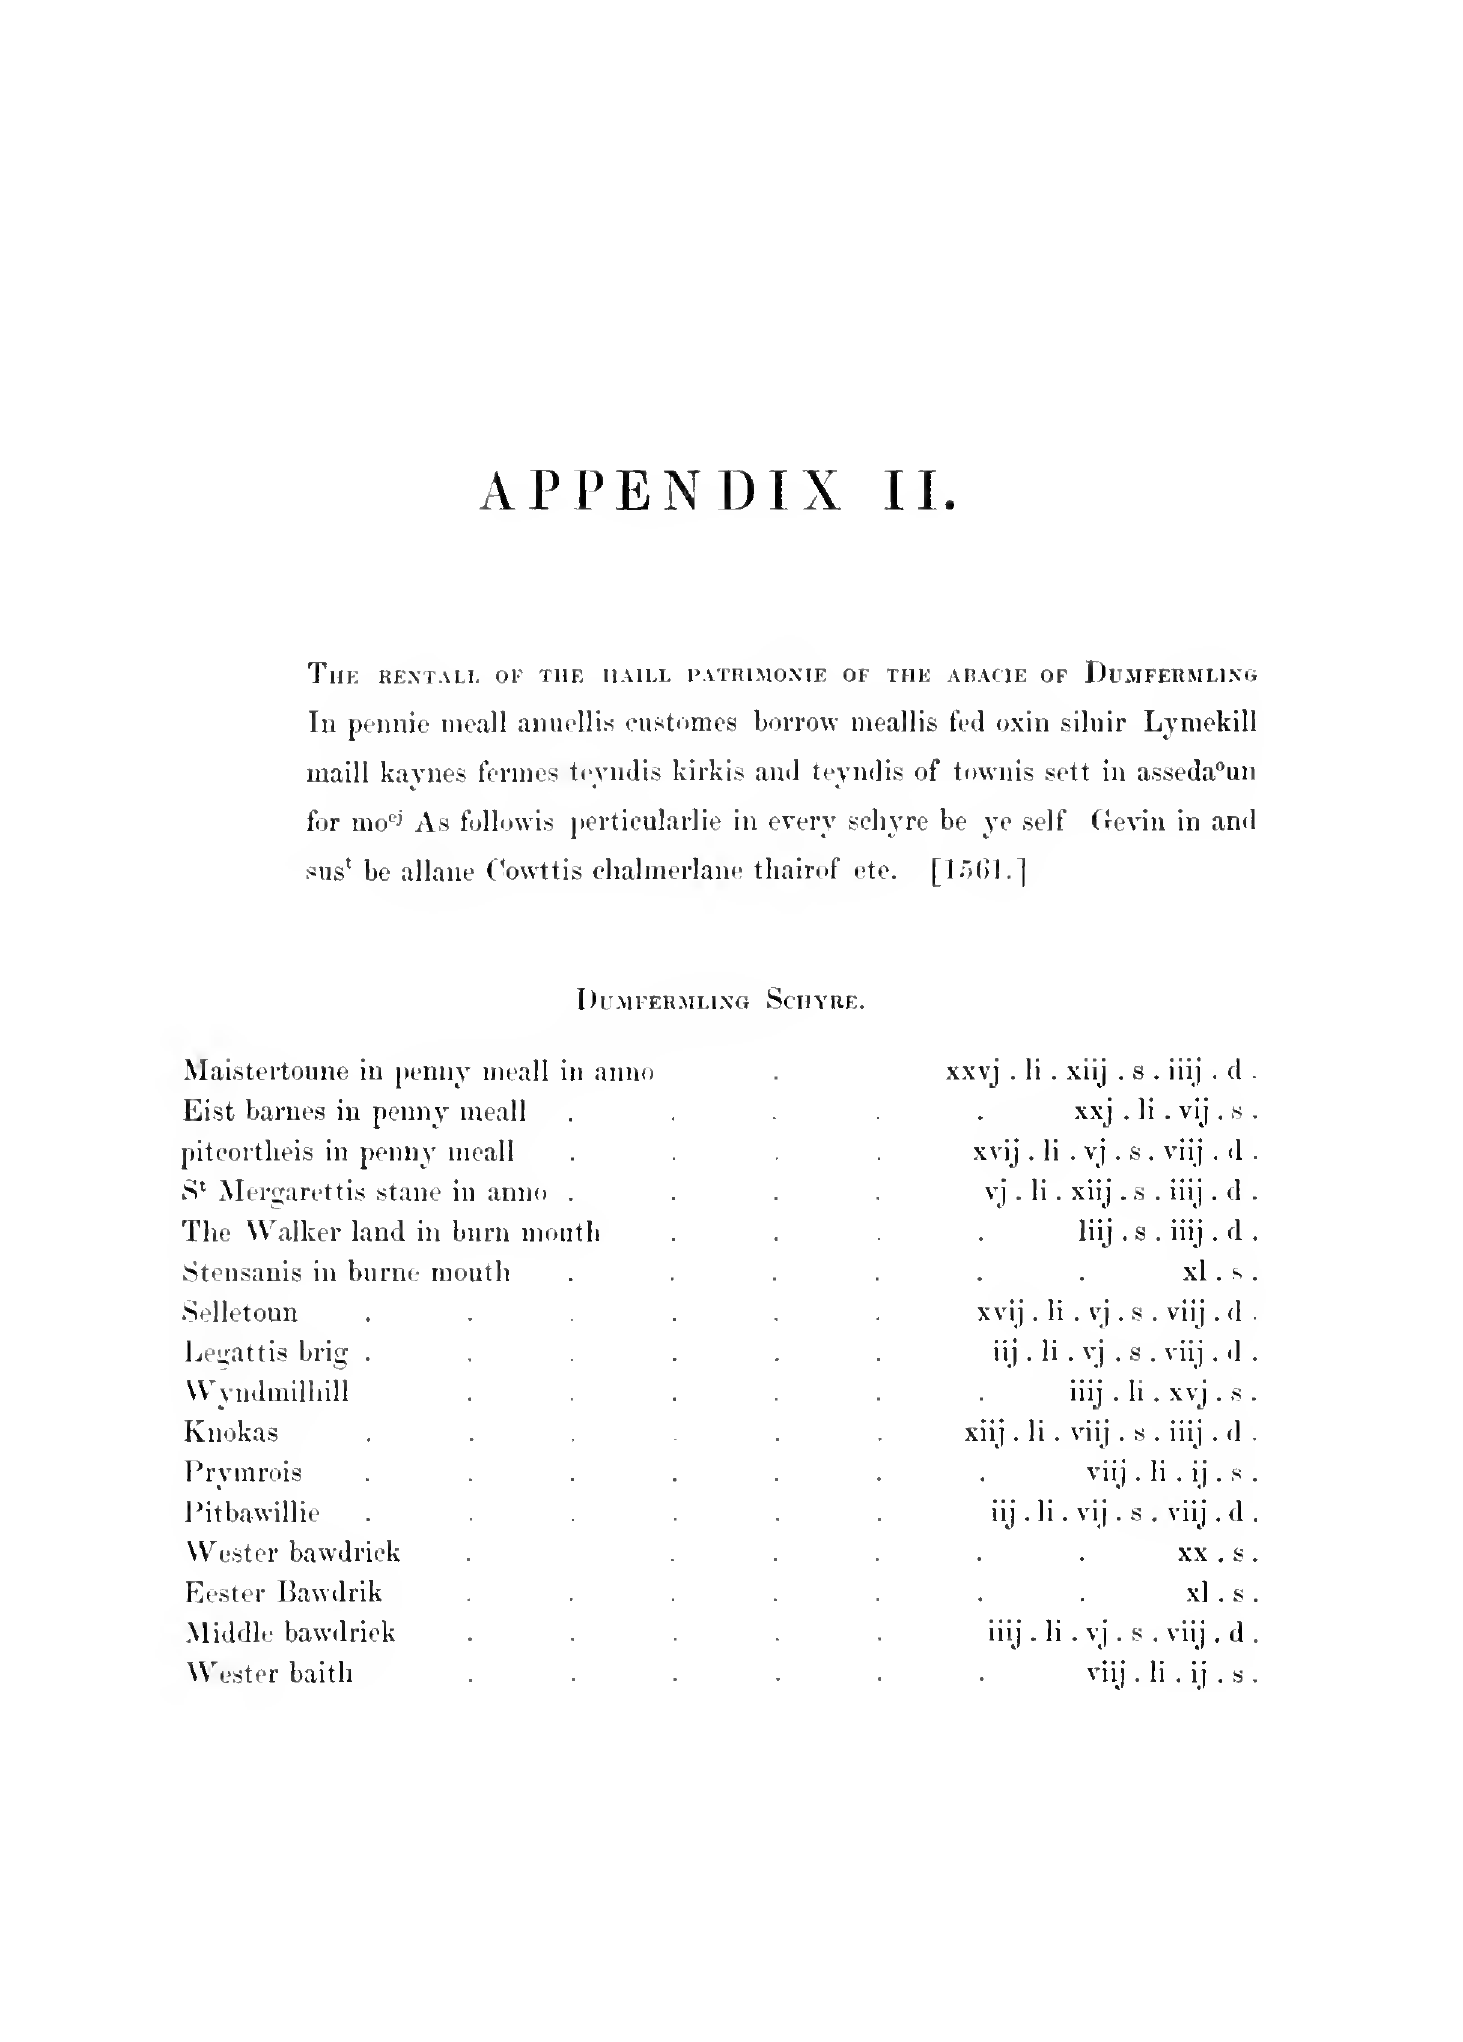 APPENDIX II.
The rentall of the haill patrimonie of the abacie of Dumfermling
In pennie meall annellis customes borrow meallis fed oxin siluir Lymekill
maill kaynes fermes teyndis kirkis and teyndis of townis sett in assedaᵒun
for moᵉʲ As followis perticularlie in every schyre be ye self Gevin in and
susᵗ be allane Cowttis chalmerlane thairof etc. [1561.]
Dumfermling Schyre.
Maistertoune in penny meall in anno . xxvj . li . xiij . s . iiij . d .
Eist barnes in penny meall . . . . . xxj . li . vij . s .
pitcortheis in penny meall . . . . xvij . li . vj . s . viij . d .
Sᵗ Mergarettis stane in anno . . . . vj . li . xiij . s . iiij . d .
The Walker land in burn mouth . . . . liij . s . iiij . d .
Stensanis in burne mouth . . . . . . xl . s .
Selletoun . . . . . . xvij . li . vj . s . viij . d .
Legattis brig . . . . . . iij . li . vj . s . viij . d .
Wyndmilhill . . . . . . iiij . li . xvj . s .
Knokas . . . . . . xiij . li . viij . s . iiij . d .
Prymrois . . . . . . . viij . li . ij . s .
Pitbawillie . . . . . . iij . li . vij . s . viij . d .
Wester bawdrick . . . . . . xx . s .
Eester Bawdrik . . . . . . . xl . s .
Middle bawdrick . . . . . iiij . li . vj . s . viij . d .
Wester baith . . . . . . viij . li . ij . s .